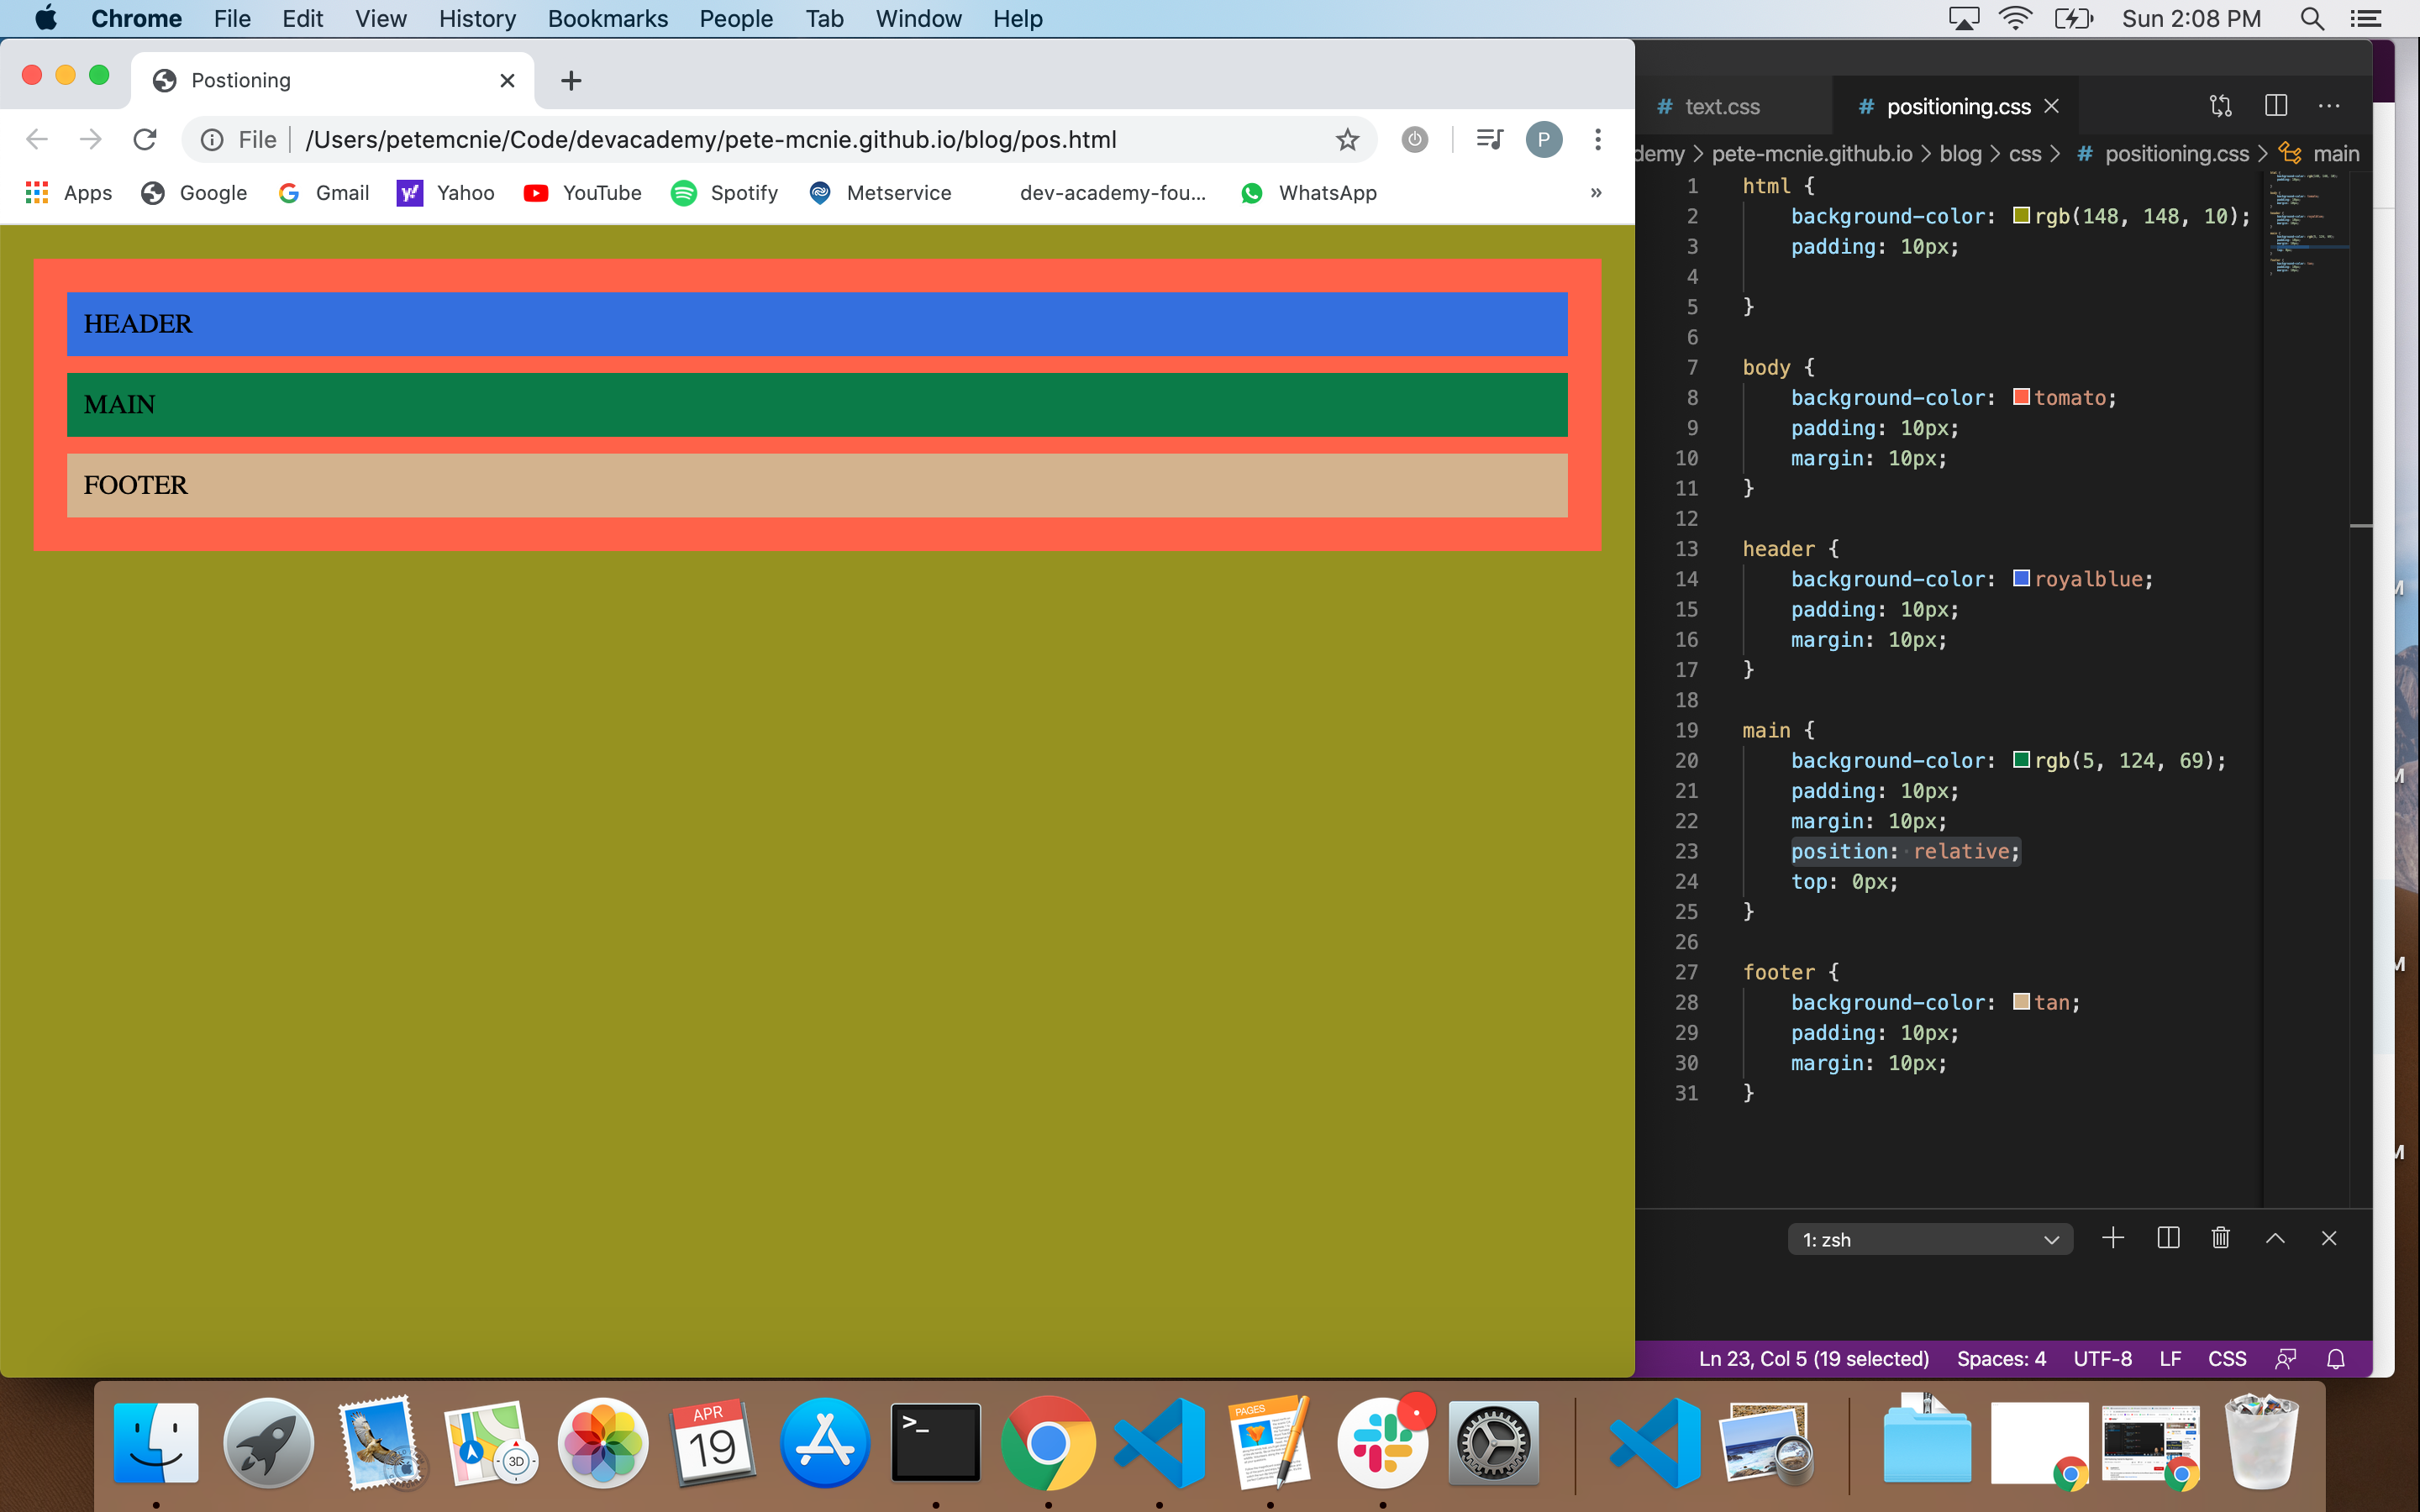 Chrome File Edit View History Bookmarks People Tab Window Help Sun 2:08 PM
Postioning
File /Users/petemcnie/Code/devacademy/pete-mcnie.github.io/blog/pos.html P
Apps Google Gmail Yahoo YouTube Spotify Metservice dev-academy-fou... WhatsApp »
HEADER
MAIN
FOOTER
# text.css # positioning.css
demy > pete-mcnie.github.io > blog > css > # positioning.css > main
1 html {
2 background-color: rgb(148, 148, 10);
3 padding: 10px;
4
5 }
6
7 body {
8 background-color: tomato;
9 padding: 10px;
10 margin: 10px;
11 }
12
13 header {
14 background-color: royalblue;
15 padding: 10px;
16 margin: 10px;
17 }
18
19 main {
20 background-color: rgb(5, 124, 69);
21 padding: 10px;
22 margin: 10px;
23 position: relative;
24 top: 0px;
25 }
26
27 footer {
28 background-color: tan;
29 padding: 10px;
30 margin: 10px;
31 }
1: zsh
Ln 23, Col 5 (19 selected) Spaces: 4 UTF-8 LF CSS
3D
APR
19
>_
PAGES